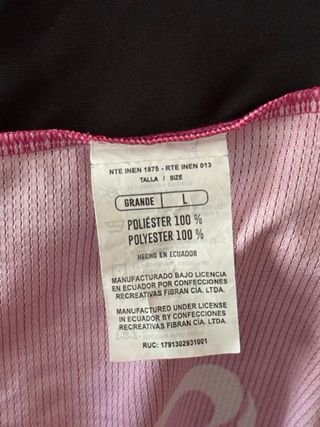 NTE INEN 1875 - RTE INEN 013
TALLA / SIZE
GRANDE L
POLIÉSTER 100 %
POLYESTER 100 %
HECHO EN ECUADOR
MANUFACTURADO BAJO LICENCIA
EN ECUADOR POR CONFECCIONES
RECREATIVAS FIBRAN CÍA. LTDA.
MANUFACTURED UNDER LICENSE
IN ECUADOR BY CONFECCIONES
RECREATIVAS FIBRAN CÍA. LTDA.
RUC: 1791302931001